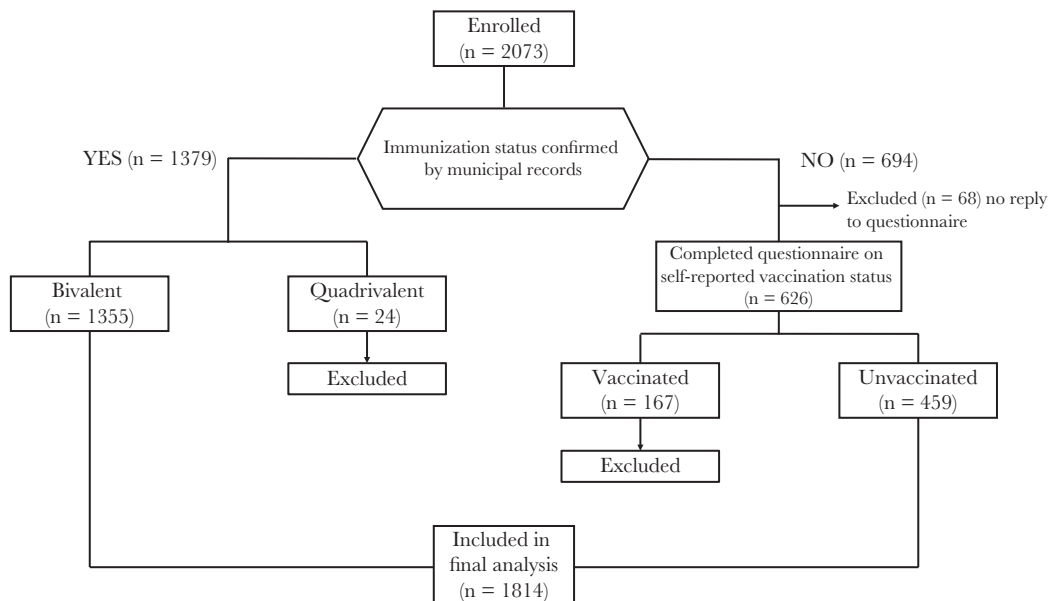 Enrolled
(n = 2073)
Immunization status confirmed
by municipal records
YES (n = 1379)
NO (n = 694)
Excluded (n = 68) no reply
to questionnaire
Completed questionnaire on
self-reported vaccination status
(n = 626)
Bivalent
(n = 1355)
Quadrivalent
(n = 24)
Excluded
Vaccinated
(n = 167)
Unvaccinated
(n = 459)
Excluded
Included in
final analysis
(n = 1814